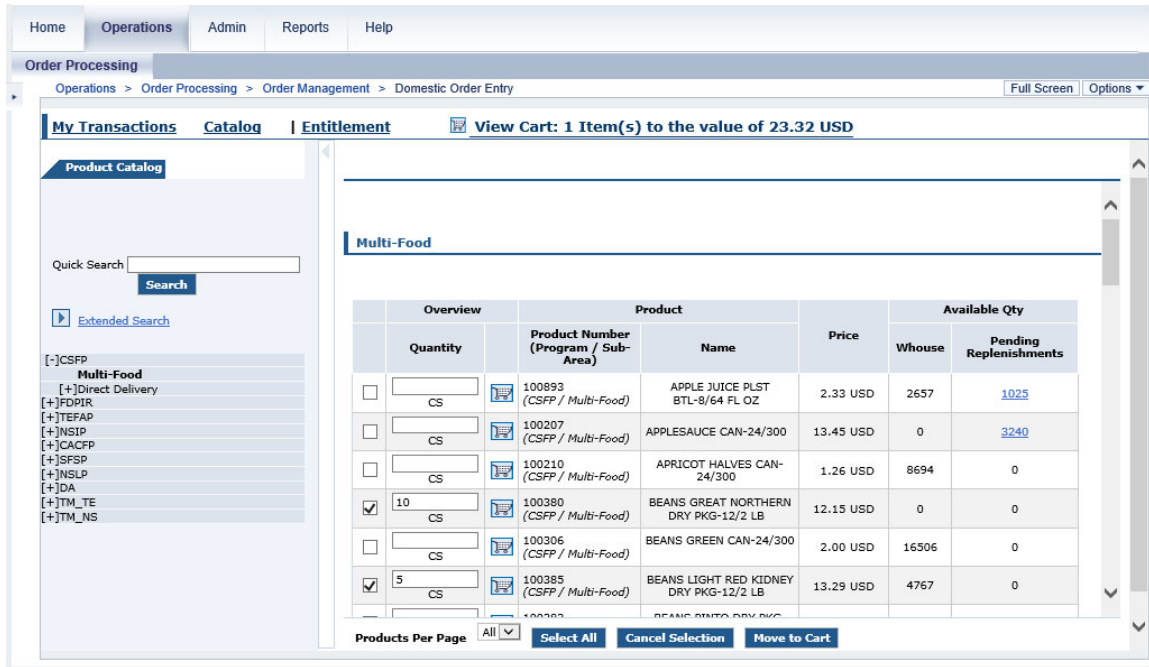 Home Operations Admin Reports Help
Order Processing
Operations > Order Processing > Order Management > Domestic Order Entry Full Screen Options
My Transactions Catalog | Entitlement View Cart: 1 Item(s) to the value of 23.32 USD
Product Catalog
Quick Search
Search
Extended Search
[-]CSFP
Multi-Food
[+]Direct Delivery
[+]FDPIR
[+]TEFAP
[+]NSIP
[+]CACFP
[+]SFSP
[+]NSLP
[+]DA
[+]TM_TE
[+]TM_NS
Multi-Food
Overview Product Price Available Qty
Quantity Product Number (Program / Sub-Area) Name Whouse Pending Replenishments
CS 100893 (CSFP / Multi-Food) APPLE JUICE PLST BTL-8/64 FL OZ 2.33 USD 2657 1025
CS 100207 (CSFP / Multi-Food) APPLESAUCE CAN-24/300 13.45 USD 0 3240
CS 100210 (CSFP / Multi-Food) APRICOT HALVES CAN-24/300 1.26 USD 8694 0
10 CS 100380 (CSFP / Multi-Food) BEANS GREAT NORTHERN DRY PKG-12/2 LB 12.15 USD 0 0
CS 100306 (CSFP / Multi-Food) BEANS GREEN CAN-24/300 2.00 USD 16506 0
5 CS 100385 (CSFP / Multi-Food) BEANS LIGHT RED KIDNEY DRY PKG-12/2 LB 13.29 USD 4767 0
Products Per Page All Select All Cancel Selection Move to Cart